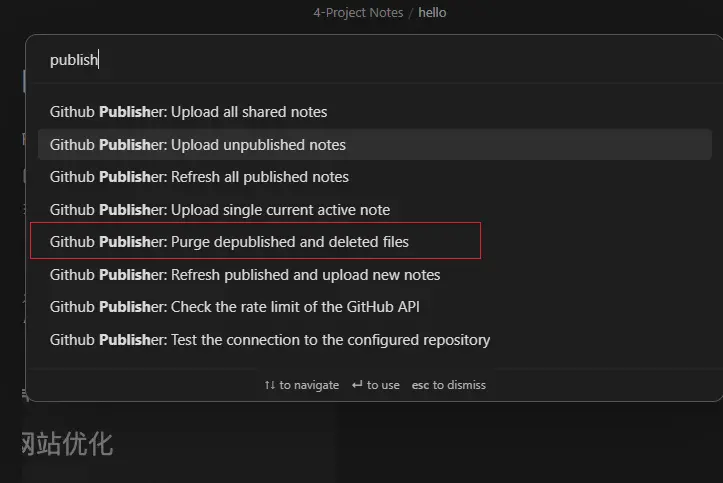 4-Project Notes / hello
publish
Github Publisher: Upload all shared notes
Github Publisher: Upload unpublished notes
Github Publisher: Refresh all published notes
Github Publisher: Upload single current active note
Github Publisher: Purge depublished and deleted files
Github Publisher: Refresh published and upload new notes
Github Publisher: Check the rate limit of the GitHub API
Github Publisher: Test the connection to the configured repository
↑↓ to navigate ↵ to use esc to dismiss
网站优化